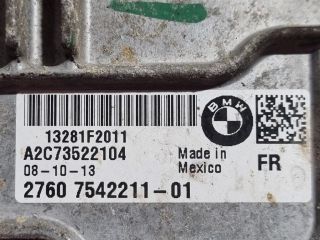 BMW
13281F2011
A2C73522104
08-10-13
Made in
Mexico
FR
2760 7542211-01